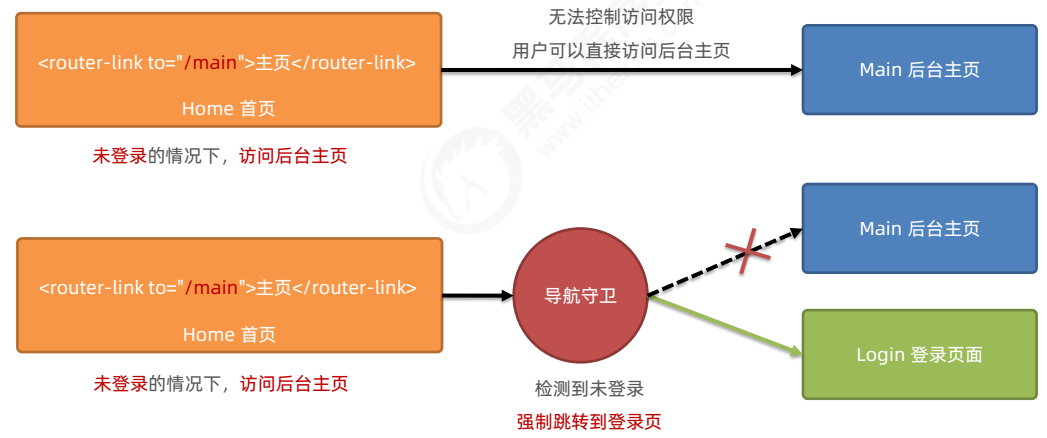 无法控制访问权限
用户可以直接访问后台主页
<router-link to="/main">主页</router-link>
Home 首页
Main 后台主页
未登录的情况下，访问后台主页
Main 后台主页
<router-link to="/main">主页</router-link>
Home 首页
导航守卫
Login 登录页面
未登录的情况下，访问后台主页
检测到未登录
强制跳转到登录页